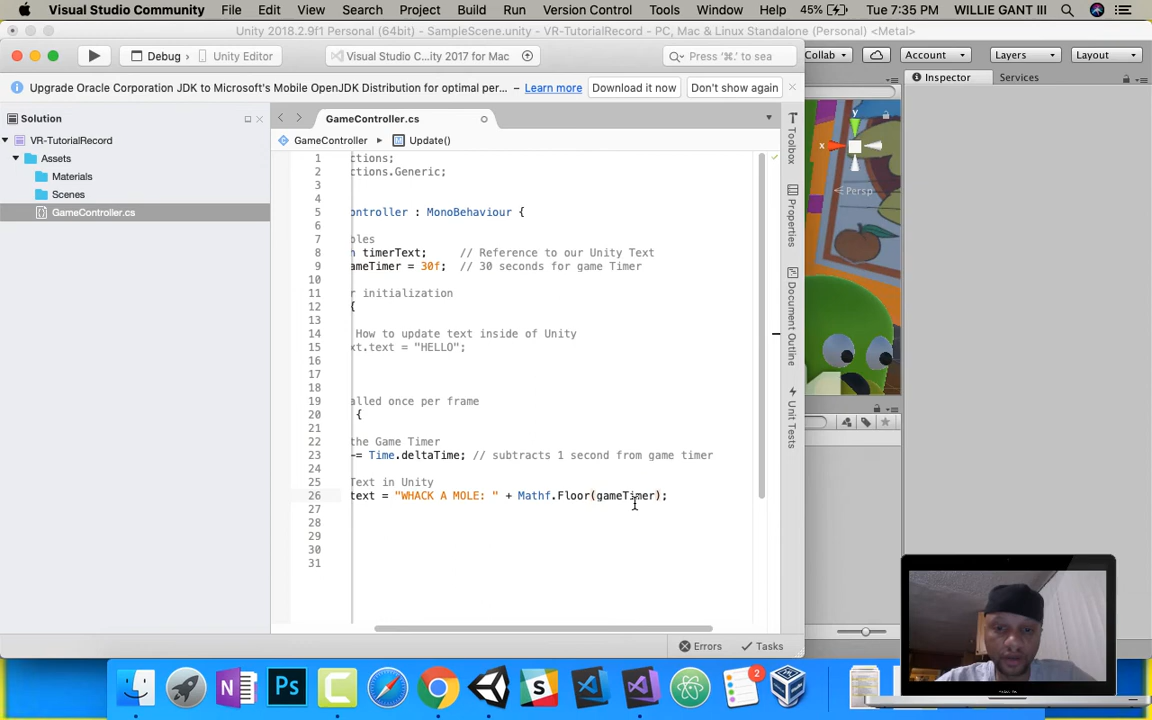 Visual Studio Community File Edit View Search Project Build Run Version Control Tools Window Help 45% Tue 7:35 PM WILLIE GANT III
Unity 2018.2.9f1 Personal (64bit) - SampleScene.unity - VR-TutorialRecord - PC, Mac & Linux Standalone (Personal) <Metal>
Debug Unity Editor Visual Studio C...ity 2017 for Mac Press '⌘.' to sea Collab Account Layers Layout
Upgrade Oracle Corporation JDK to Microsoft's Mobile OpenJDK Distribution for optimal per... – Learn more Download it now Don't show again Inspector Services
Solution GameController.cs
VR-TutorialRecord GameController Update()
Assets
Materials
Scenes
GameController.cs
1 ctions;
2 ctions.Generic;
3
4
5 ontroller : MonoBehaviour {
6
7 bles
8 h timerText; // Reference to our Unity Text
9 ameTimer = 30f; // 30 seconds for game Timer
10
11 r initialization
12 {
13
14 How to update text inside of Unity
15 xt.text = "HELLO";
16
17
18
19 alled once per frame
20 {
21
22 the Game Timer
23 -= Time.deltaTime; // subtracts 1 second from game timer
24
25 Text in Unity
26 text = "WHACK A MOLE: " + Mathf.Floor(gameTimer);
27
28
29
30
31
Toolbox
Properties
Document Outline
Unit Tests
y
x
Persp
Errors Tasks
N
Ps
C
S
2